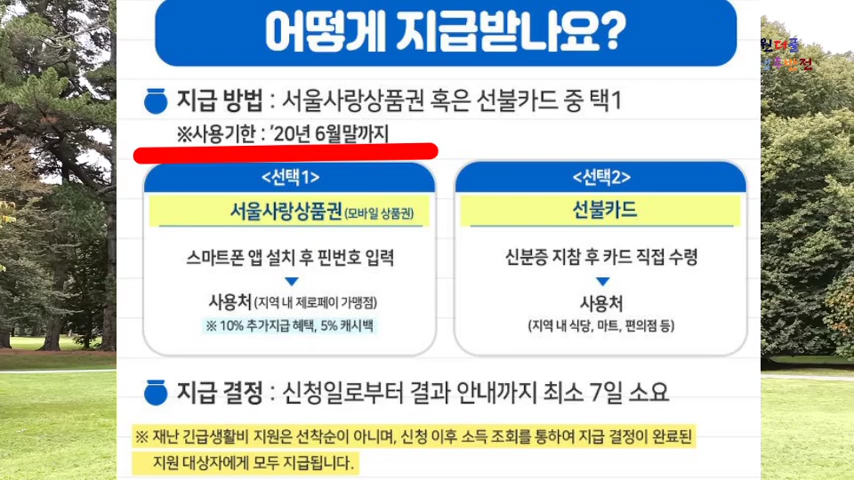 어떻게 지급받나요?
지급 방법 : 서울사랑상품권 혹은 선불카드 중 택1
※사용기한 : '20년 6월말까지
<선택1>
서울사랑상품권 (모바일 상품권)
스마트폰 앱 설치 후 핀번호 입력
사용처 (지역 내 제로페이 가맹점)
※ 10% 추가지급 혜택, 5% 캐시백
<선택2>
선불카드
신분증 지참 후 카드 직접 수령
사용처
(지역 내 식당, 마트, 편의점 등)
지급 결정 : 신청일로부터 결과 안내까지 최소 7일 소요
※ 재난 긴급생활비 지원은 선착순이 아니며, 신청 이후 소득 조회를 통하여 지급 결정이 완료된
지원 대상자에게 모두 지급됩니다.